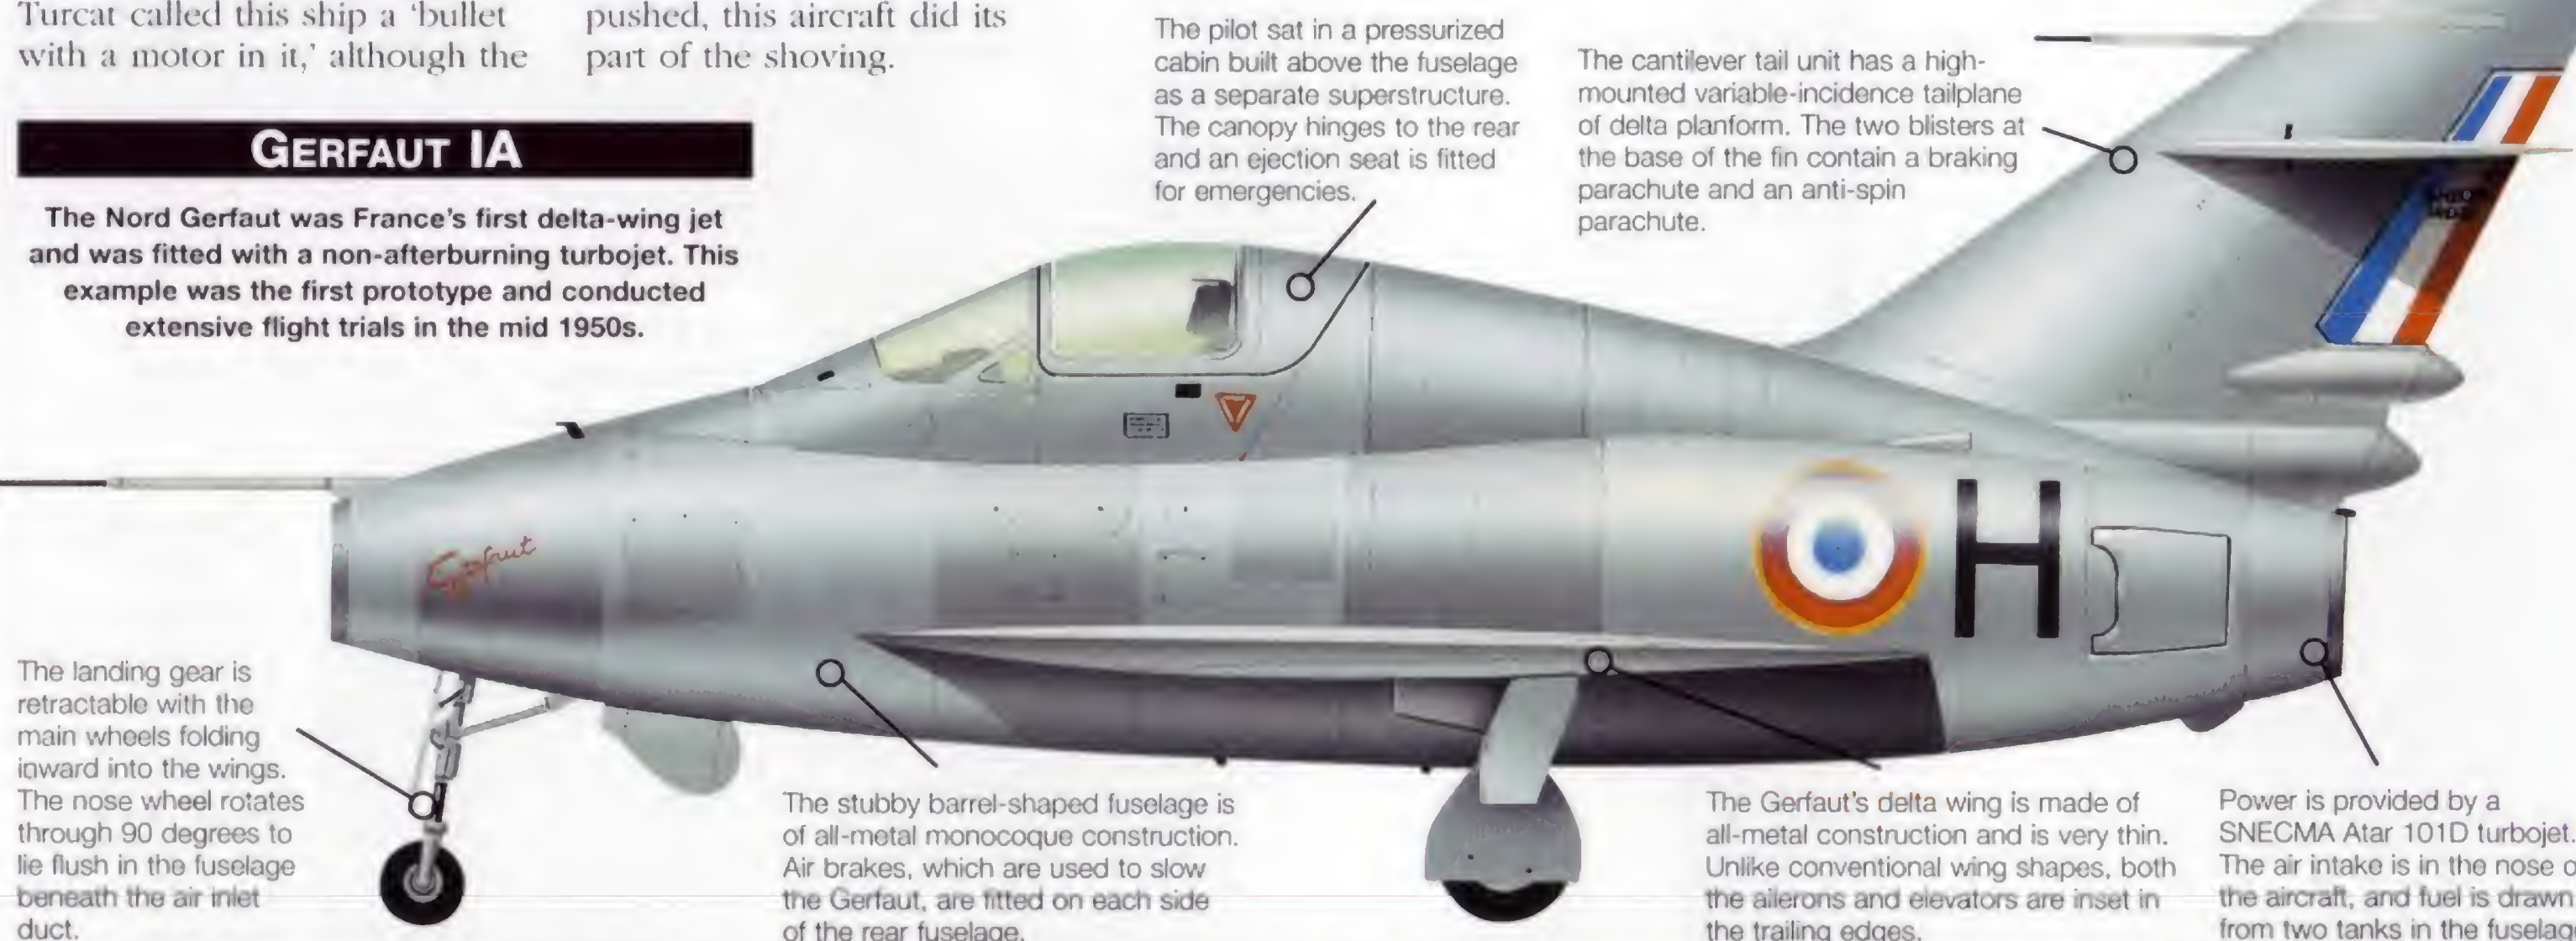 Turcat called this ship a ‘bullet
with a motor in it,’ although the
pushed, this aircraft did its
part of the shoving.
GERFAUT IA
The Nord Gerfaut was France's first delta-wing jet
and was fitted with a non-afterburning turbojet. This
example was the first prototype and conducted
extensive flight trials in the mid 1950s.
The pilot sat in a pressurized
cabin built above the fuselage
as a separate superstructure.
The canopy hinges to the rear
and an ejection seat is fitted
for emergencies.
The cantilever tail unit has a high-
mounted variable-incidence tailplane
of delta planform. The two blisters at
the base of the fin contain a braking
parachute and an anti-spin
parachute.
Gerfaut
H
The landing gear is
retractable with the
main wheels folding
inward into the wings.
The nose wheel rotates
through 90 degrees to
lie flush in the fuselage
beneath the air inlet
duct.
The stubby barrel-shaped fuselage is
of all-metal monocoque construction.
Air brakes, which are used to slow
the Gerfaut, are fitted on each side
of the rear fuselage.
The Gerfaut's delta wing is made of
all-metal construction and is very thin.
Unlike conventional wing shapes, both
the ailerons and elevators are inset in
the trailing edges.
Power is provided by a
SNECMA Atar 101D turbojet.
The air intake is in the nose
the aircraft, and fuel is drawn
from two tanks in the